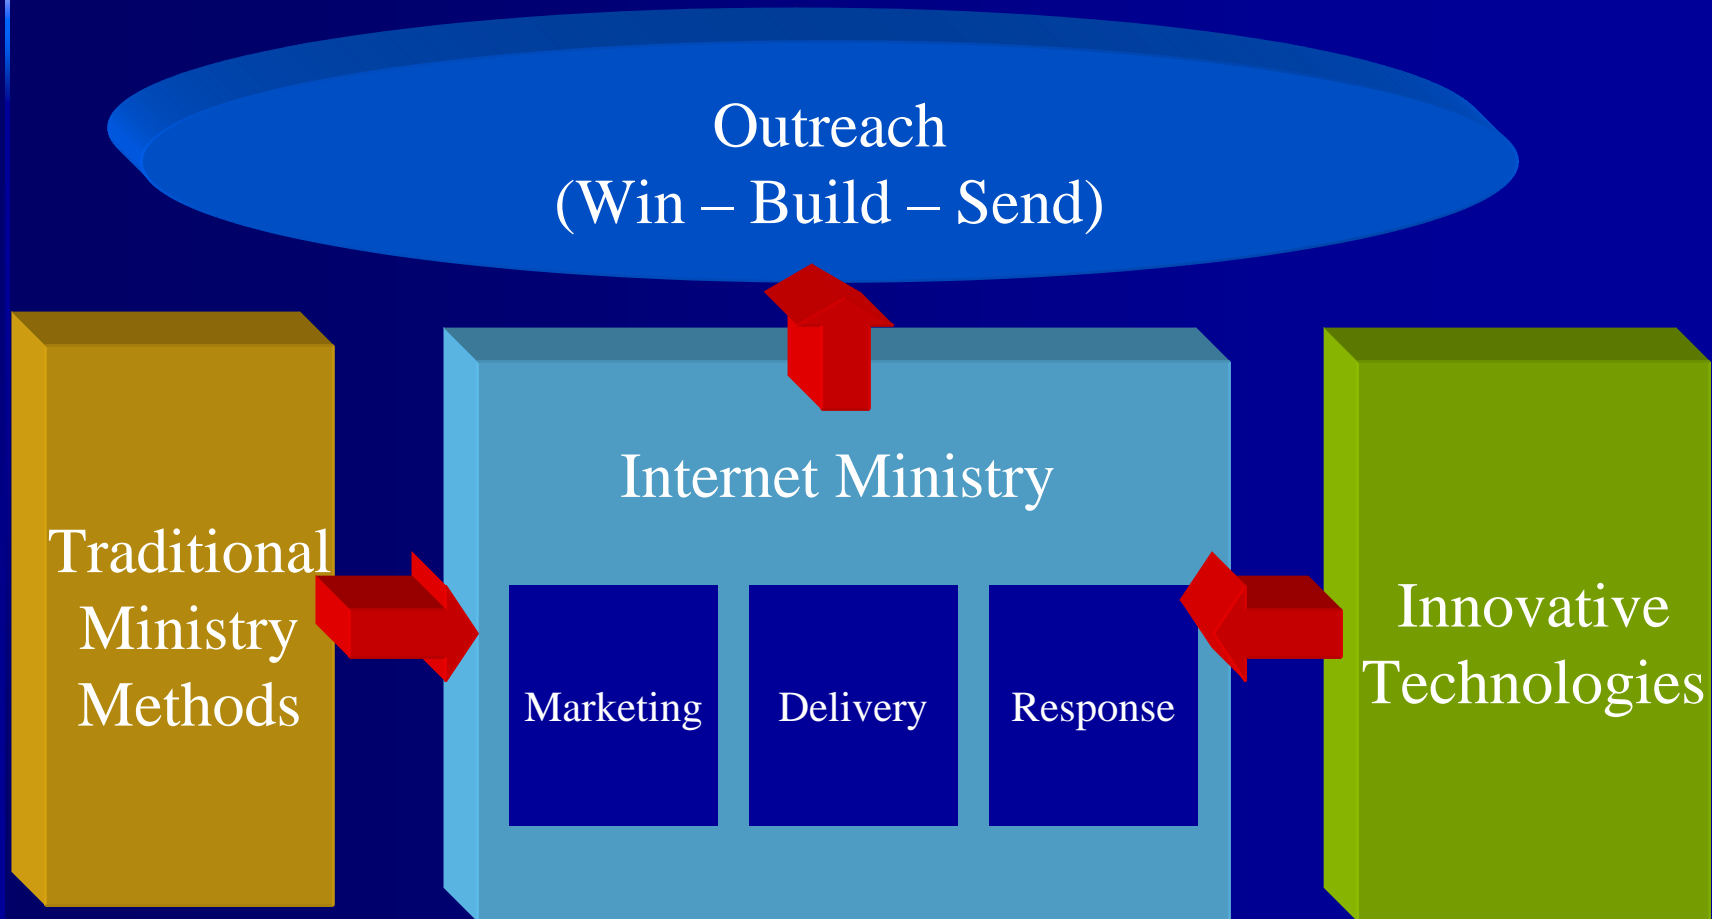 Outreach
(Win – Build – Send)
Internet Ministry
Traditional
Ministry
Methods
Marketing
Delivery
Response
Innovative
Technologies